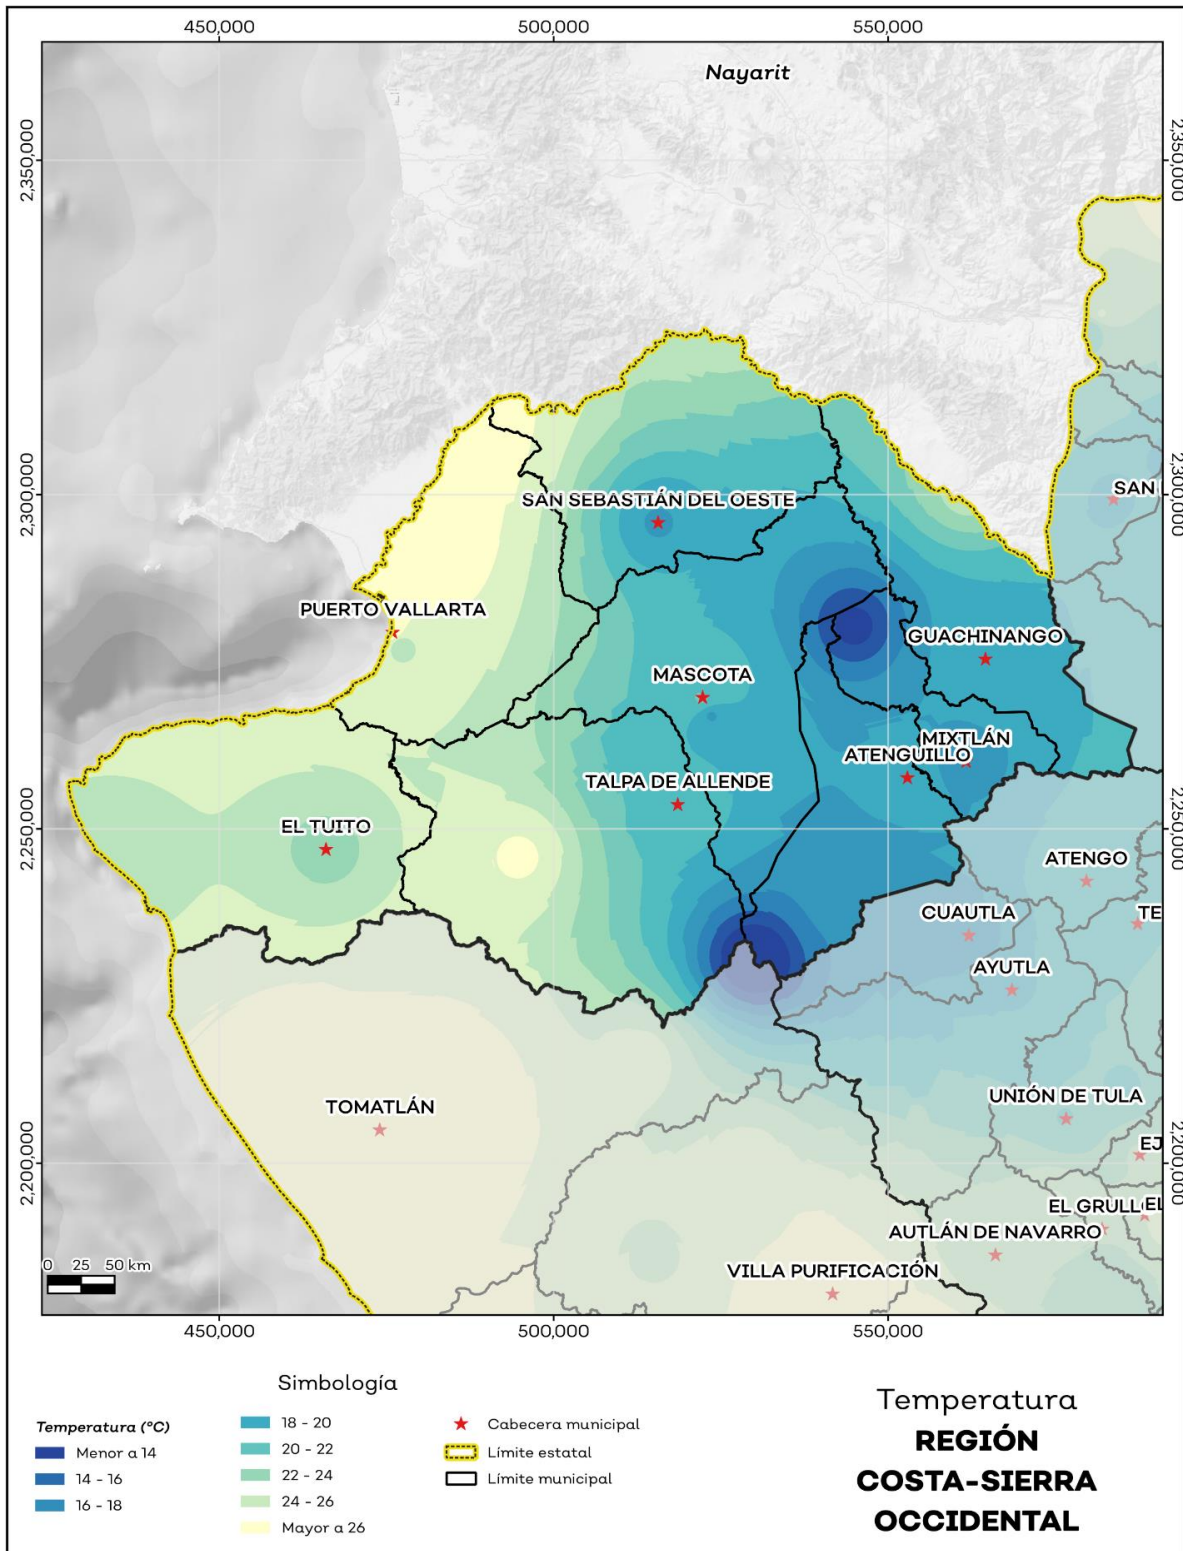 450,000
500,000
550,000
Nayarit
2,350,000
2,350,000
2,300,000
SAN SEBASTIÁN DEL OESTE
SAN
2,300,000
PUERTO VALLARTA
GUACHINANGO
MASCOTA
MIXTLÁN
ATENGUILLO
TALPA DE ALLENDE
EL TUITO
2,250,000
2,250,000
ATENGO
CUAUTLA
TE
AYUTLA
TOMATLÁN
UNIÓN DE TULA
2,200,000
2,200,000
EJ
EL GRULL
EL
AUTLÁN DE NAVARRO
VILLA PURIFICACIÓN
0 25 50 km
450,000
500,000
550,000
Simbología
Temperatura (°C)
Menor a 14
14 - 16
16 - 18
18 - 20
20 - 22
22 - 24
24 - 26
Mayor a 26
Cabecera municipal
Límite estatal
Límite municipal
Temperatura
REGIÓN
COSTA-SIERRA
OCCIDENTAL